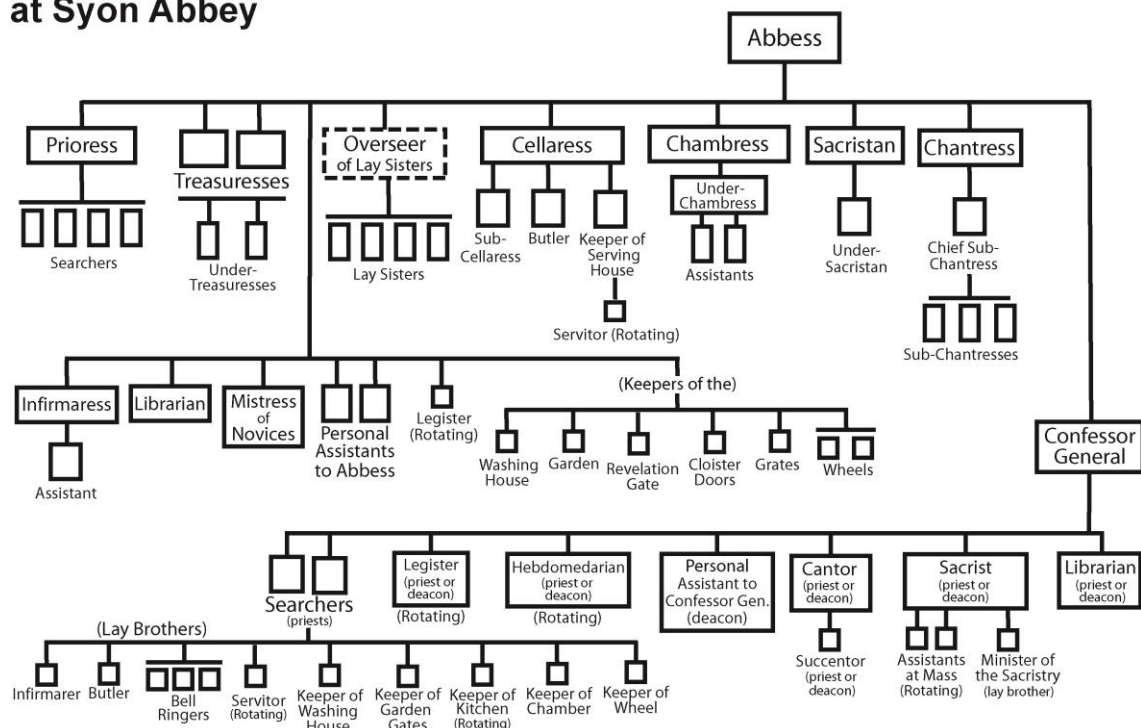 at Syon Abbey
Abbess
Prioress
Searchers
Treasuresses
Under-
Treasuresses
Overseer
of Lay Sisters
Lay Sisters
Cellaress
Sub-
Cellaress
Butler
Keeper of
Serving
House
Servitor (Rotating)
Chambress
Under-
Chambress
Assistants
Sacristan
Under-
Sacristan
Chantress
Chief Sub-
Chantress
Sub-Chantresses
Infirmaress
Assistant
Librarian
Mistress
of
Novices
Personal
Assistants
to Abbess
Legister
(Rotating)
(Keepers of the)
Washing
House
Garden
Revelation
Gate
Cloister
Doors
Grates
Wheels
Confessor
General
Searchers
(priests)
Legister
(priest or
deacon)
(Rotating)
Hebdomedarian
(priest or
deacon)
(Rotating)
Personal
Assistant to
Confessor Gen.
(deacon)
Cantor
(priest or
deacon)
Succentor
(priest or
deacon)
Sacrist
(priest or
deacon)
Assistants
at Mass
(Rotating)
Minister of
the Sacristry
(lay brother)
Librarian
(priest or
deacon)
(Lay Brothers)
Infirmarer
Butler
Bell
Ringers
Servitor
(Rotating)
Keeper of
Washing
House
Keeper of
Garden
Gates
Keeper of
Kitchen
(Rotating)
Keeper of
Chamber
Keeper of
Wheel